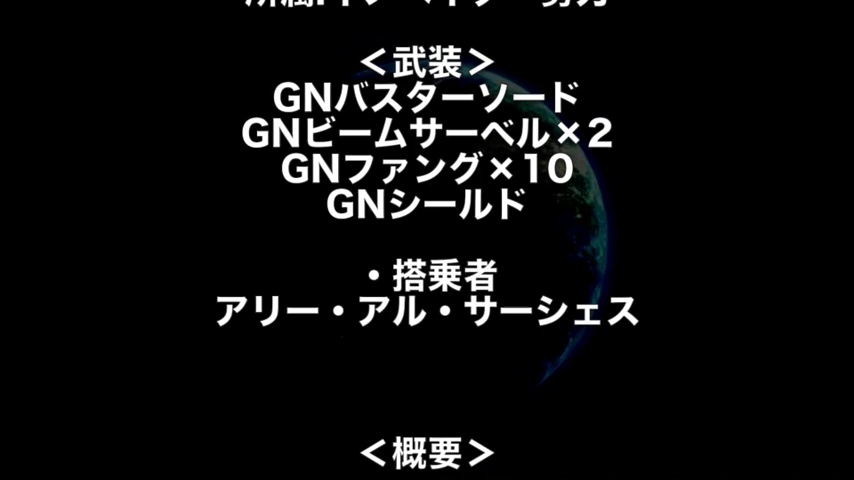 ＜武装＞
GNバスターソード
GNビームサーベル×2
GNファング×10
GNシールド
・搭乗者
アリー・アル・サーシェス
＜概要＞